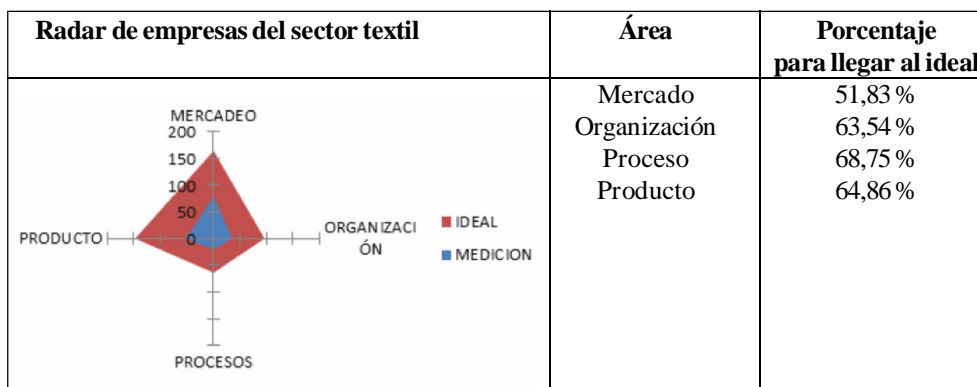 Radar de empresas del sector textil
Área
Porcentaje
para llegar al ideal
MERCADEO
200
150
100
50
0
PRODUCTO
ORGANIZACI
ÓN
PROCESOS
IDEAL
MEDICION
Mercado 51,83 %
Organización 63,54 %
Proceso 68,75 %
Producto 64,86 %